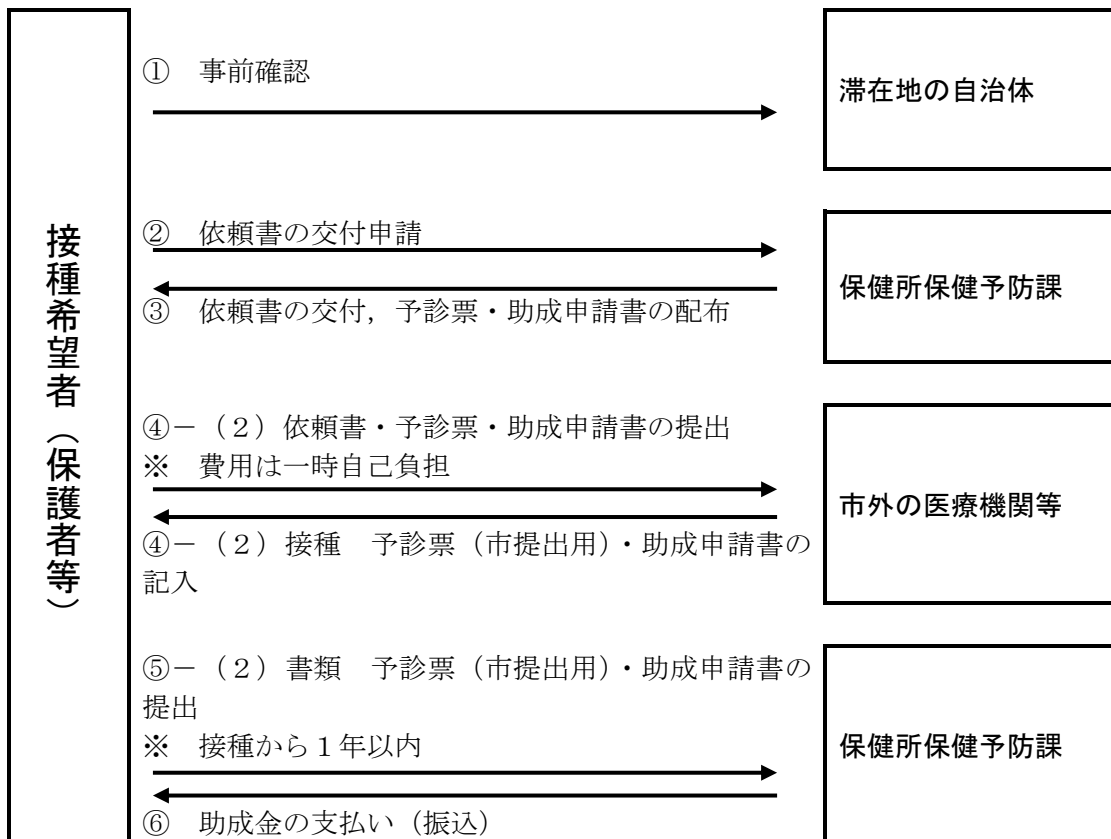 接種希望者（保護者等）
①　事前確認
滞在地の自治体
②　依頼書の交付申請
③　依頼書の交付，予診票・助成申請書の配布
保健所保健予防課
④－（２）依頼書・予診票・助成申請書の提出
※　費用は一時自己負担
④－（２）接種　予診票（市提出用）・助成申請書の
記入
市外の医療機関等
⑤－（２）書類　予診票（市提出用）・助成申請書の
提出
※　接種から１年以内
⑥　助成金の支払い（振込）
保健所保健予防課